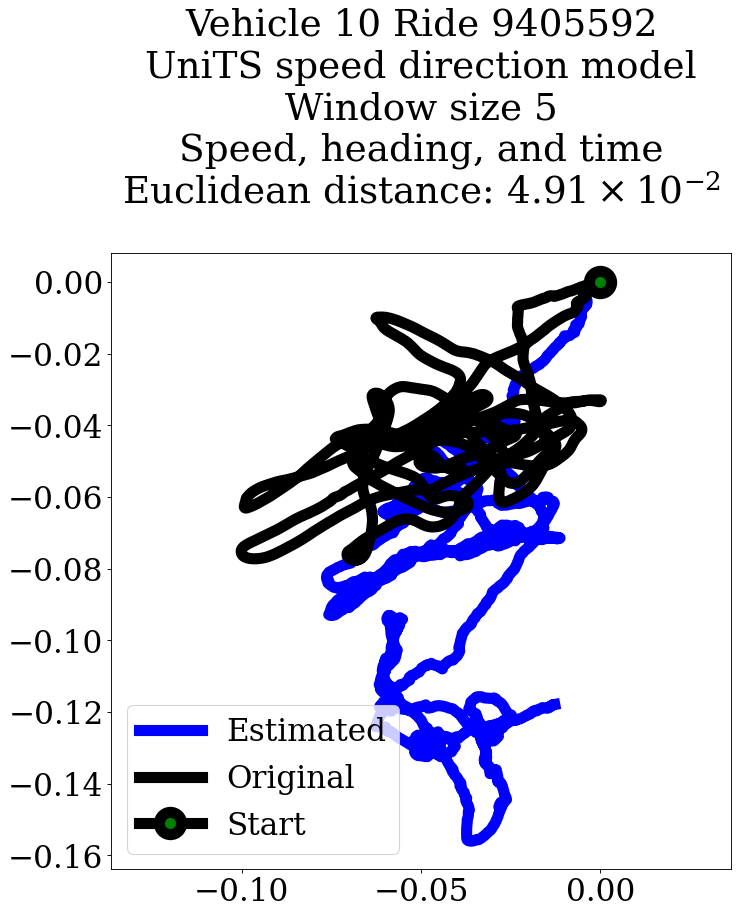 Vehicle 10 Ride 9405592
UniTS speed direction model
Window size 5
Speed, heading, and time
Euclidean distance: 4.91 × 10⁻²
0.00
−0.02
−0.04
−0.06
−0.08
−0.10
−0.12
−0.14
−0.16
Estimated
Original
Start
−0.10 −0.05 0.00